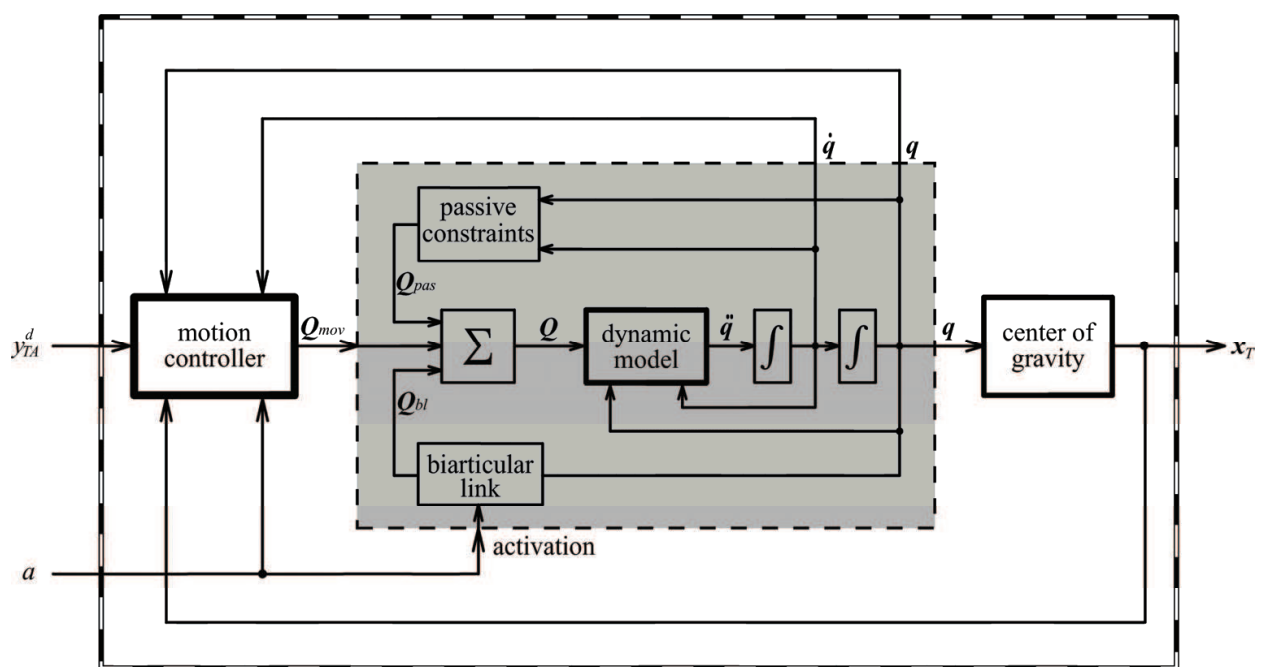 q̇ q
passive
constraints
Q_pas
y^d_TA
motion
controller
Q_mov
∑
Q
dynamic
model
q̈
∫
∫
q
center of
gravity
x_T
Q_bl
biarticular
link
activation
a